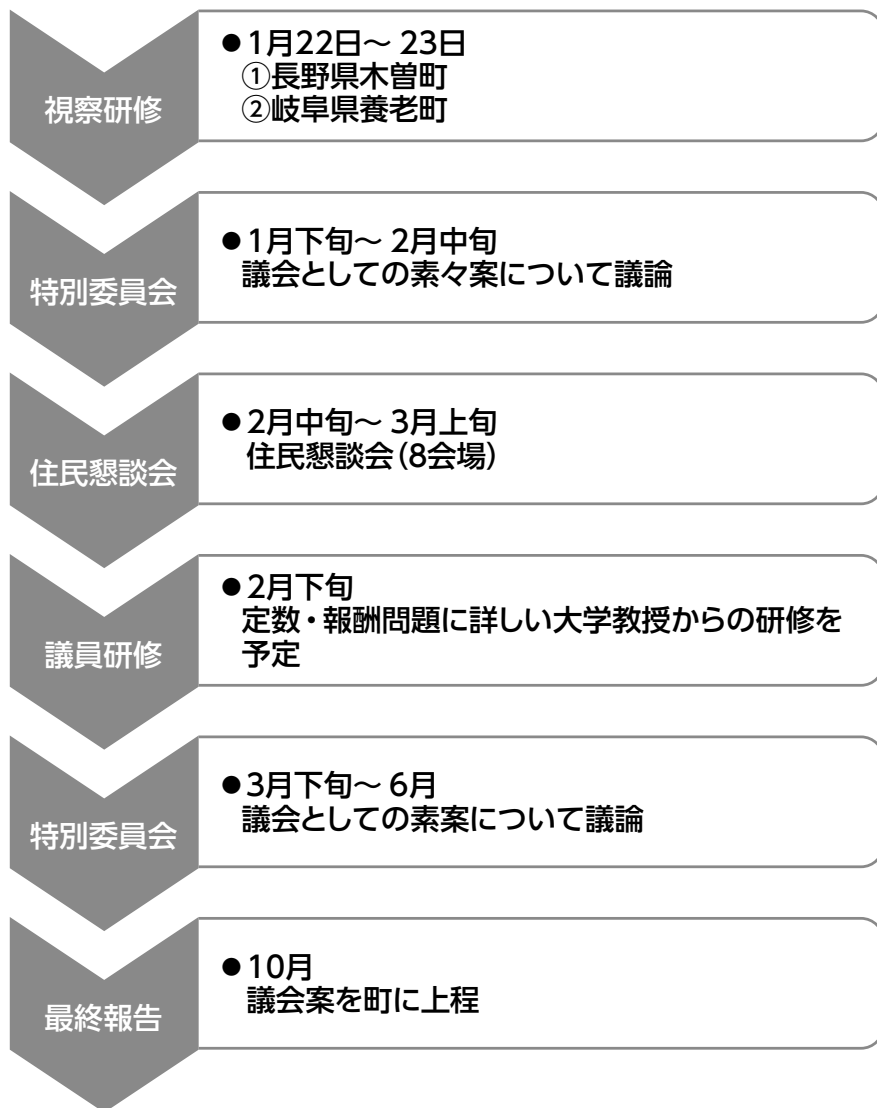 視察研修
●1月22日～23日
①長野県木曽町
②岐阜県養老町
特別委員会
●1月下旬～2月中旬
議会としての素々案について議論
住民懇談会
●2月中旬～3月上旬
住民懇談会（8会場）
議員研修
●2月下旬
定数・報酬問題に詳しい大学教授からの研修を
予定
特別委員会
●3月下旬～6月
議会としての素案について議論
最終報告
●10月
議会案を町に上程